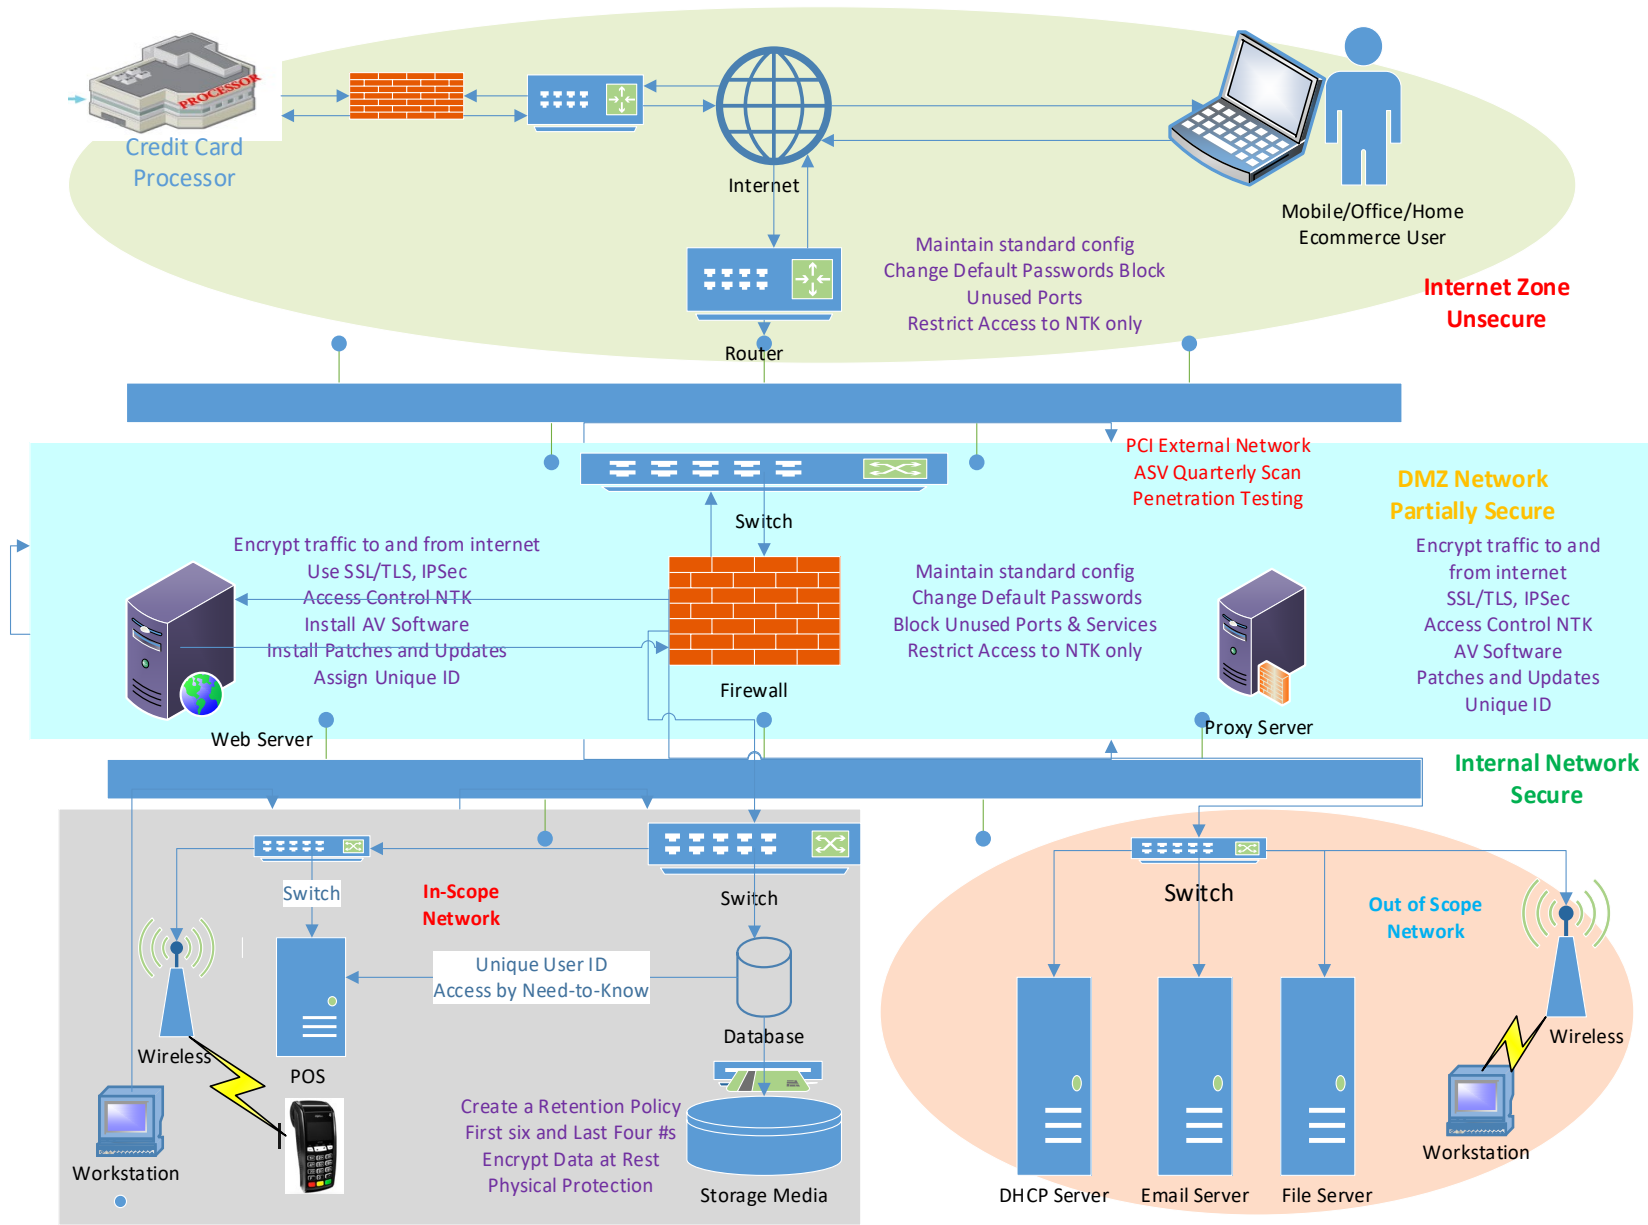 PROCESSOR
Credit Card
Processor
Internet
Mobile/Office/Home
Ecommerce User
Maintain standard config
Change Default Passwords Block
Unused Ports
Restrict Access to NTK only
Internet Zone
Unsecure
Router
PCI External Network
ASV Quarterly Scan
Penetration Testing
DMZ Network
Partially Secure
Switch
Encrypt traffic to and from internet
Use SSL/TLS, IPSec
Access Control NTK
Install AV Software
Install Patches and Updates
Assign Unique ID
Maintain standard config
Change Default Passwords
Block Unused Ports & Services
Restrict Access to NTK only
Encrypt traffic to and
from internet
SSL/TLS, IPSec
Access Control NTK
AV Software
Patches and Updates
Unique ID
Firewall
Web Server
Proxy Server
Internal Network
Secure
Switch
In-Scope
Network
Switch
Switch
Out of Scope
Network
Unique User ID
Access by Need-to-Know
Database
Wireless
POS
Wireless
Create a Retention Policy
First six and Last Four #s
Encrypt Data at Rest
Physical Protection
Workstation
Storage Media
DHCP Server
Email Server
File Server
Workstation